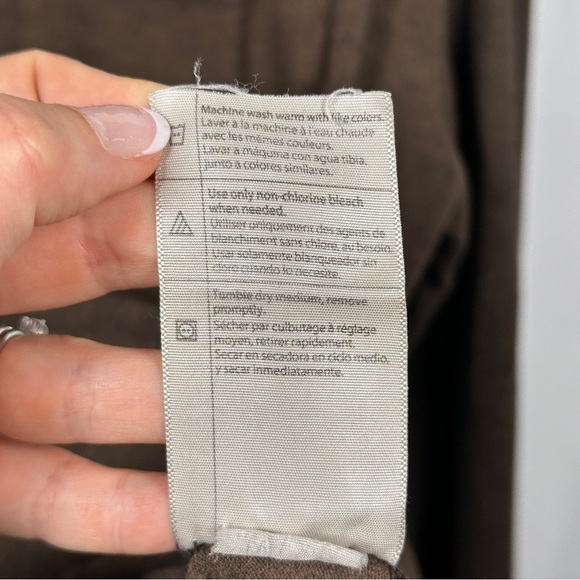 Machine wash warm with like colors.
Laver à la machine à l'eau chaude
avec les mêmes couleurs.
Lavar a máquina con agua tibia,
junto a colores similares.
Use only non-chlorine bleach
when needed.
Utiliser uniquement des agents de
blanchiment sans chlore, au besoin.
Usar solamente blanqueador sin
cloro cuando lo necesite.
Tumble dry medium, remove
promptly.
Sécher par culbutage à réglage
moyen, retirer rapidement.
Secar en secadora en ciclo medio,
y sacar inmediatamente.